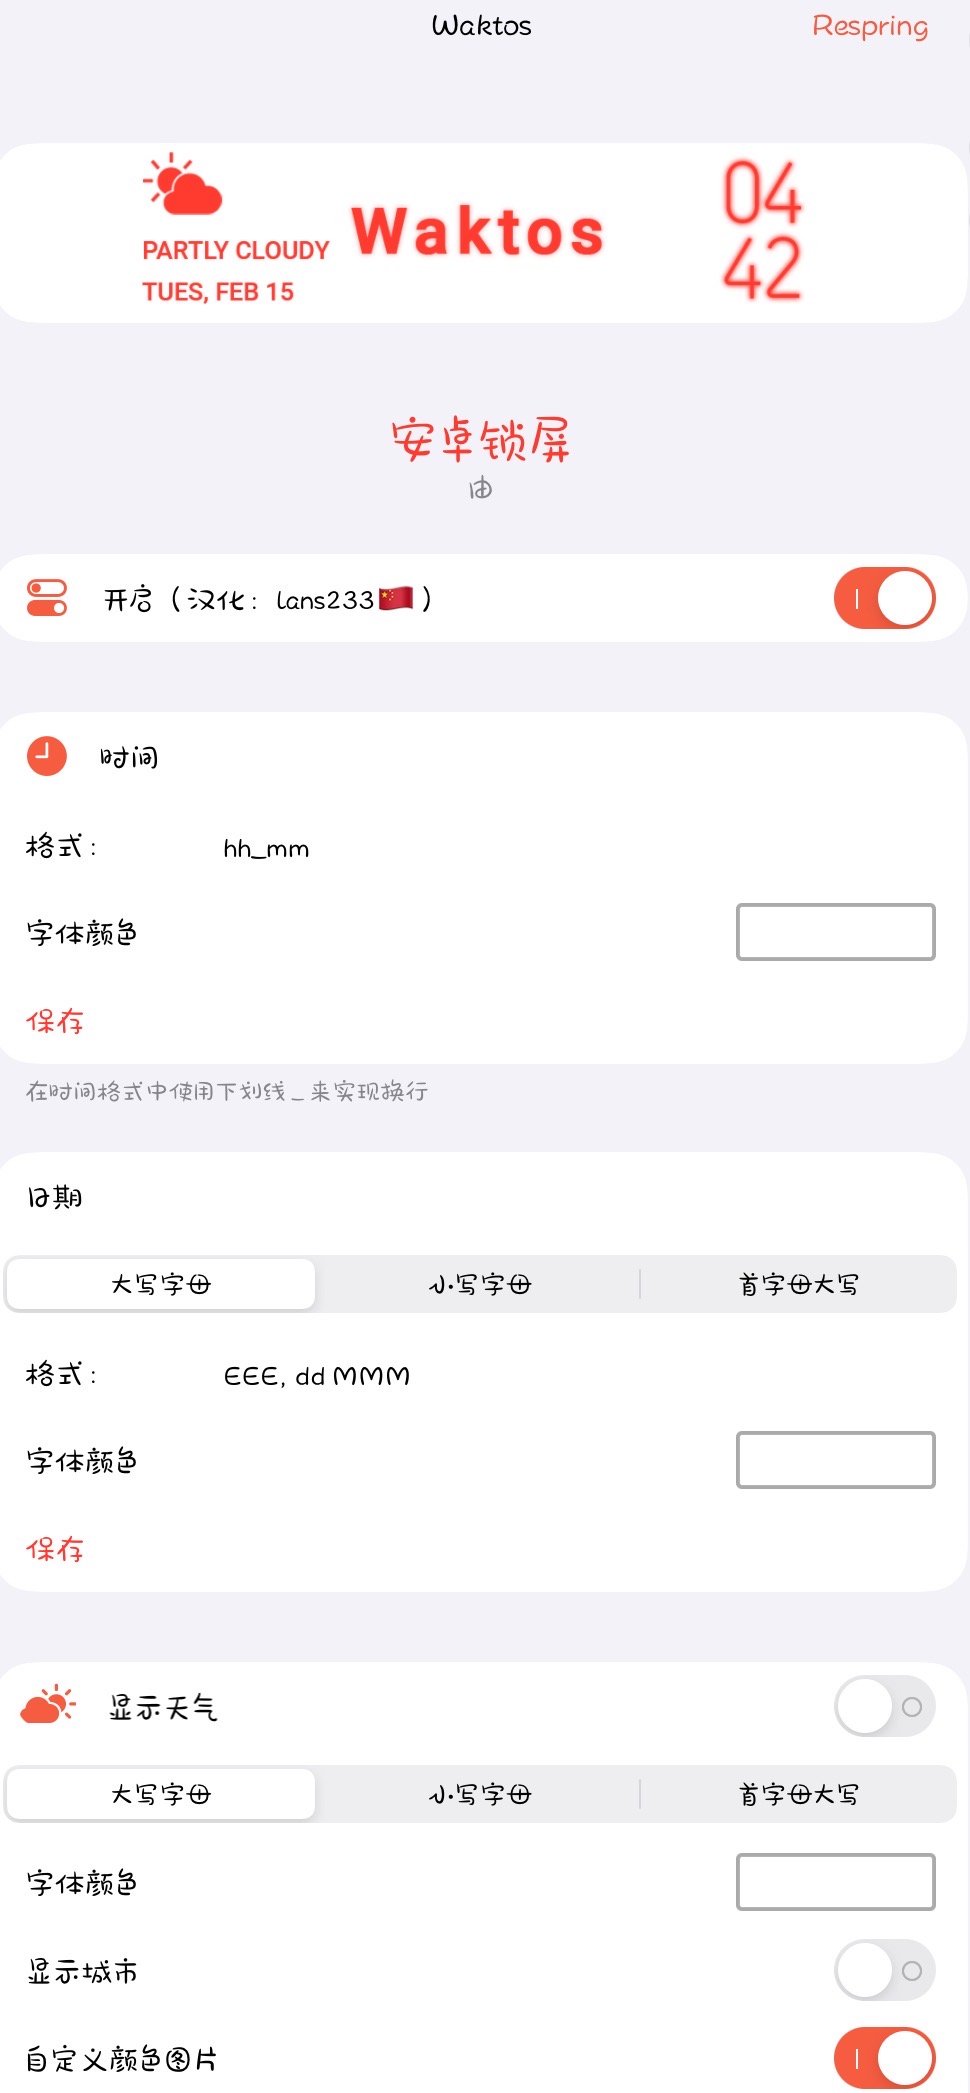 Waktos
Respring
PARTLY CLOUDY
TUES, FEB 15
Waktos
04
42
安卓锁屏
由
开启（汉化：lans233🇨🇳）
时间
格式： hh_mm
字体颜色
保存
在时间格式中使用下划线_来实现换行
日期
大写字母 小写字母 首字母大写
格式： EEE, dd MMM
字体颜色
保存
显示天气
大写字母 小写字母 首字母大写
字体颜色
显示城市
自定义颜色图片